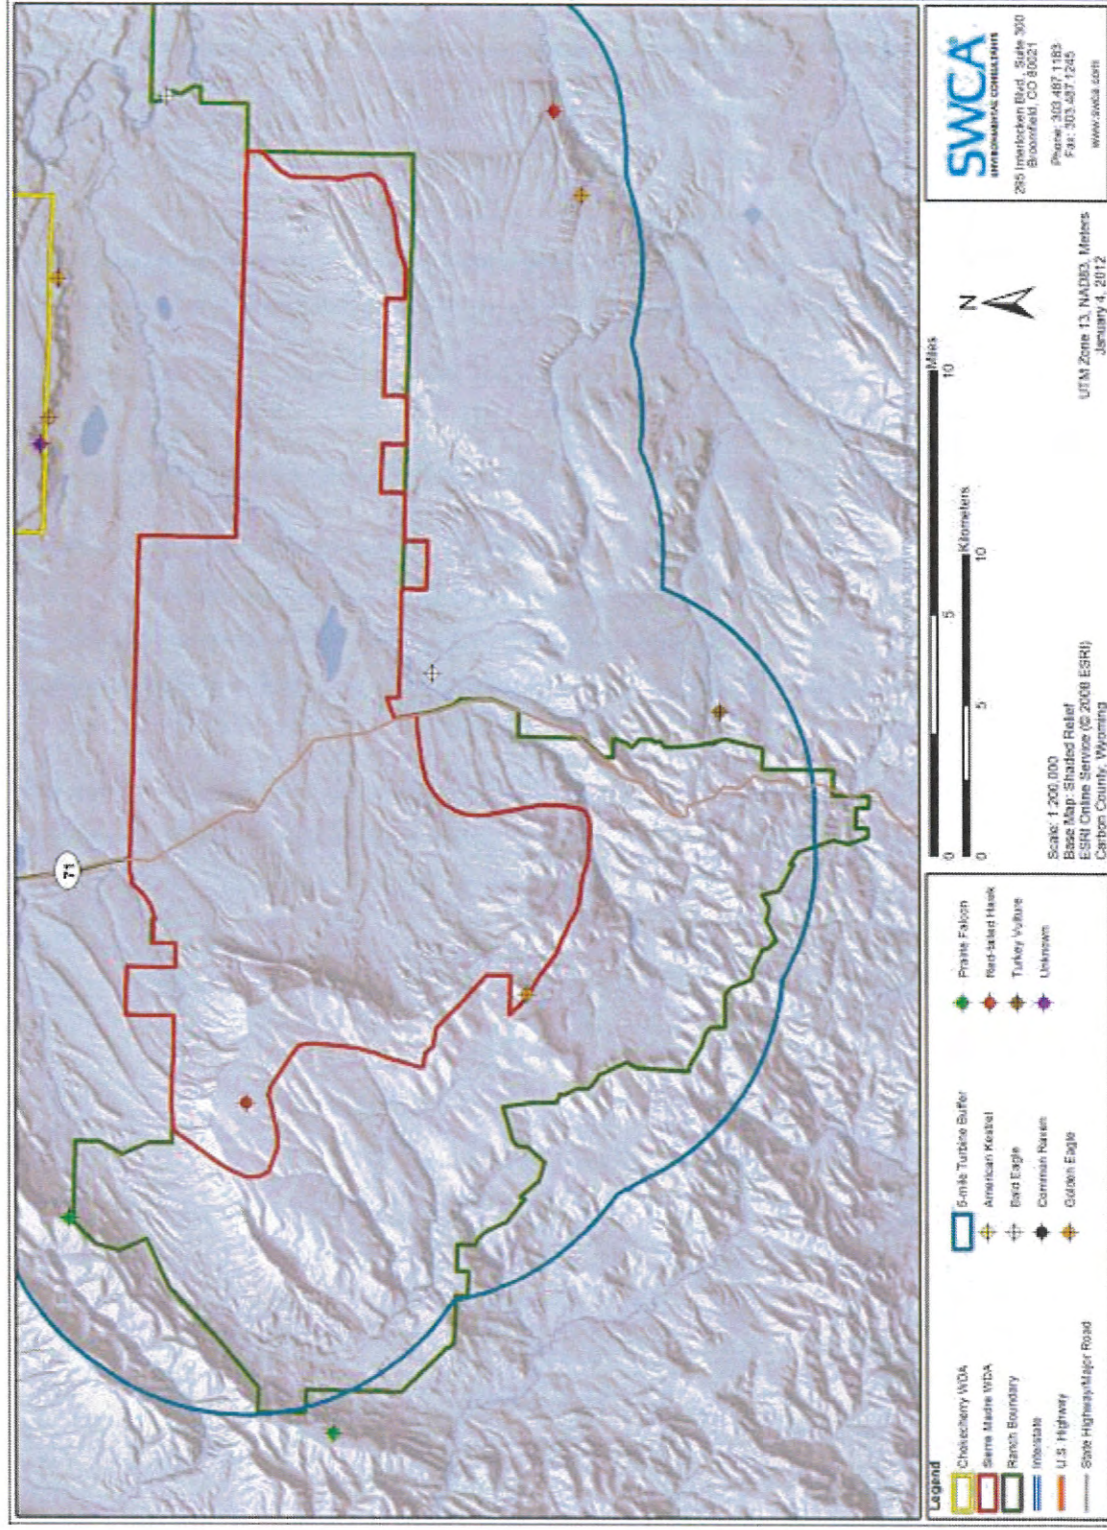 71
Legend
Chokecherry WDA
Sierra Madre WDA
Ranch Boundary
Interstate
U.S. Highway
State Highway/Major Road
5-mile Turbine Buffer
American Kestrel
Bald Eagle
Common Raven
Golden Eagle
Prairie Falcon
Red-tailed Hawk
Turkey Vulture
Unknown
0 5 10 Miles
0 5 10 Kilometers
Scale: 1:200,000
Base Map: Shaded Relief
ESRI Online Service (© 2008 ESRI)
Carbon County, Wyoming
N
UTM Zone 13, NAD83, Meters
January 4, 2012
SWCA
ENVIRONMENTAL CONSULTANTS
295 Interlocken Blvd., Suite 300
Broomfield, CO 80021
Phone: 303.487.1183
Fax: 303.487.1245
www.swca.com